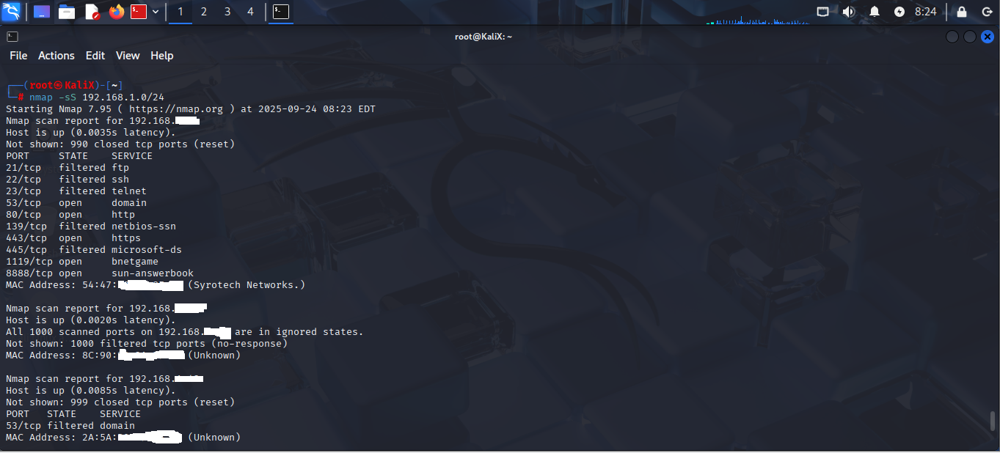 1 2 3 4 8:24
root@KaliX: ~
File Actions Edit View Help
┌──(root㉿KaliX)-[~]
└─# nmap -sS 192.168.1.0/24
Starting Nmap 7.95 ( https://nmap.org ) at 2025-09-24 08:23 EDT
Nmap scan report for 192.168.
Host is up (0.0035s latency).
Not shown: 990 closed tcp ports (reset)
PORT     STATE    SERVICE
21/tcp   filtered ftp
22/tcp   filtered ssh
23/tcp   filtered telnet
53/tcp   open     domain
80/tcp   open     http
139/tcp  filtered netbios-ssn
443/tcp  open     https
445/tcp  filtered microsoft-ds
1119/tcp open     bnetgame
8888/tcp open     sun-answerbook
MAC Address: 54:47: (Syrotech Networks.)
Nmap scan report for 192.168.
Host is up (0.0020s latency).
All 1000 scanned ports on 192.168. are in ignored states.
Not shown: 1000 filtered tcp ports (no-response)
MAC Address: 8C:90: (Unknown)
Nmap scan report for 192.168.
Host is up (0.0085s latency).
Not shown: 999 closed tcp ports (reset)
PORT   STATE    SERVICE
53/tcp filtered domain
MAC Address: 2A:5A: (Unknown)